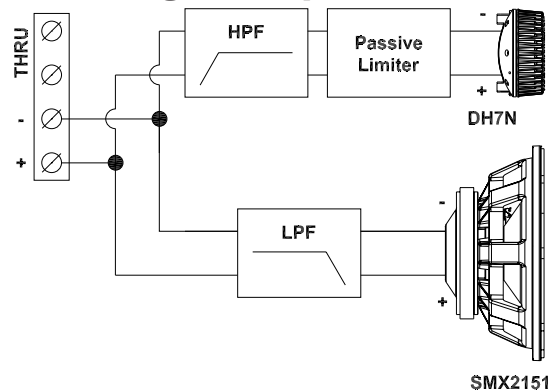 THRU
-
+
HPF
Passive
Limiter
-
+
DH7N
LPF
-
+
SMX2151